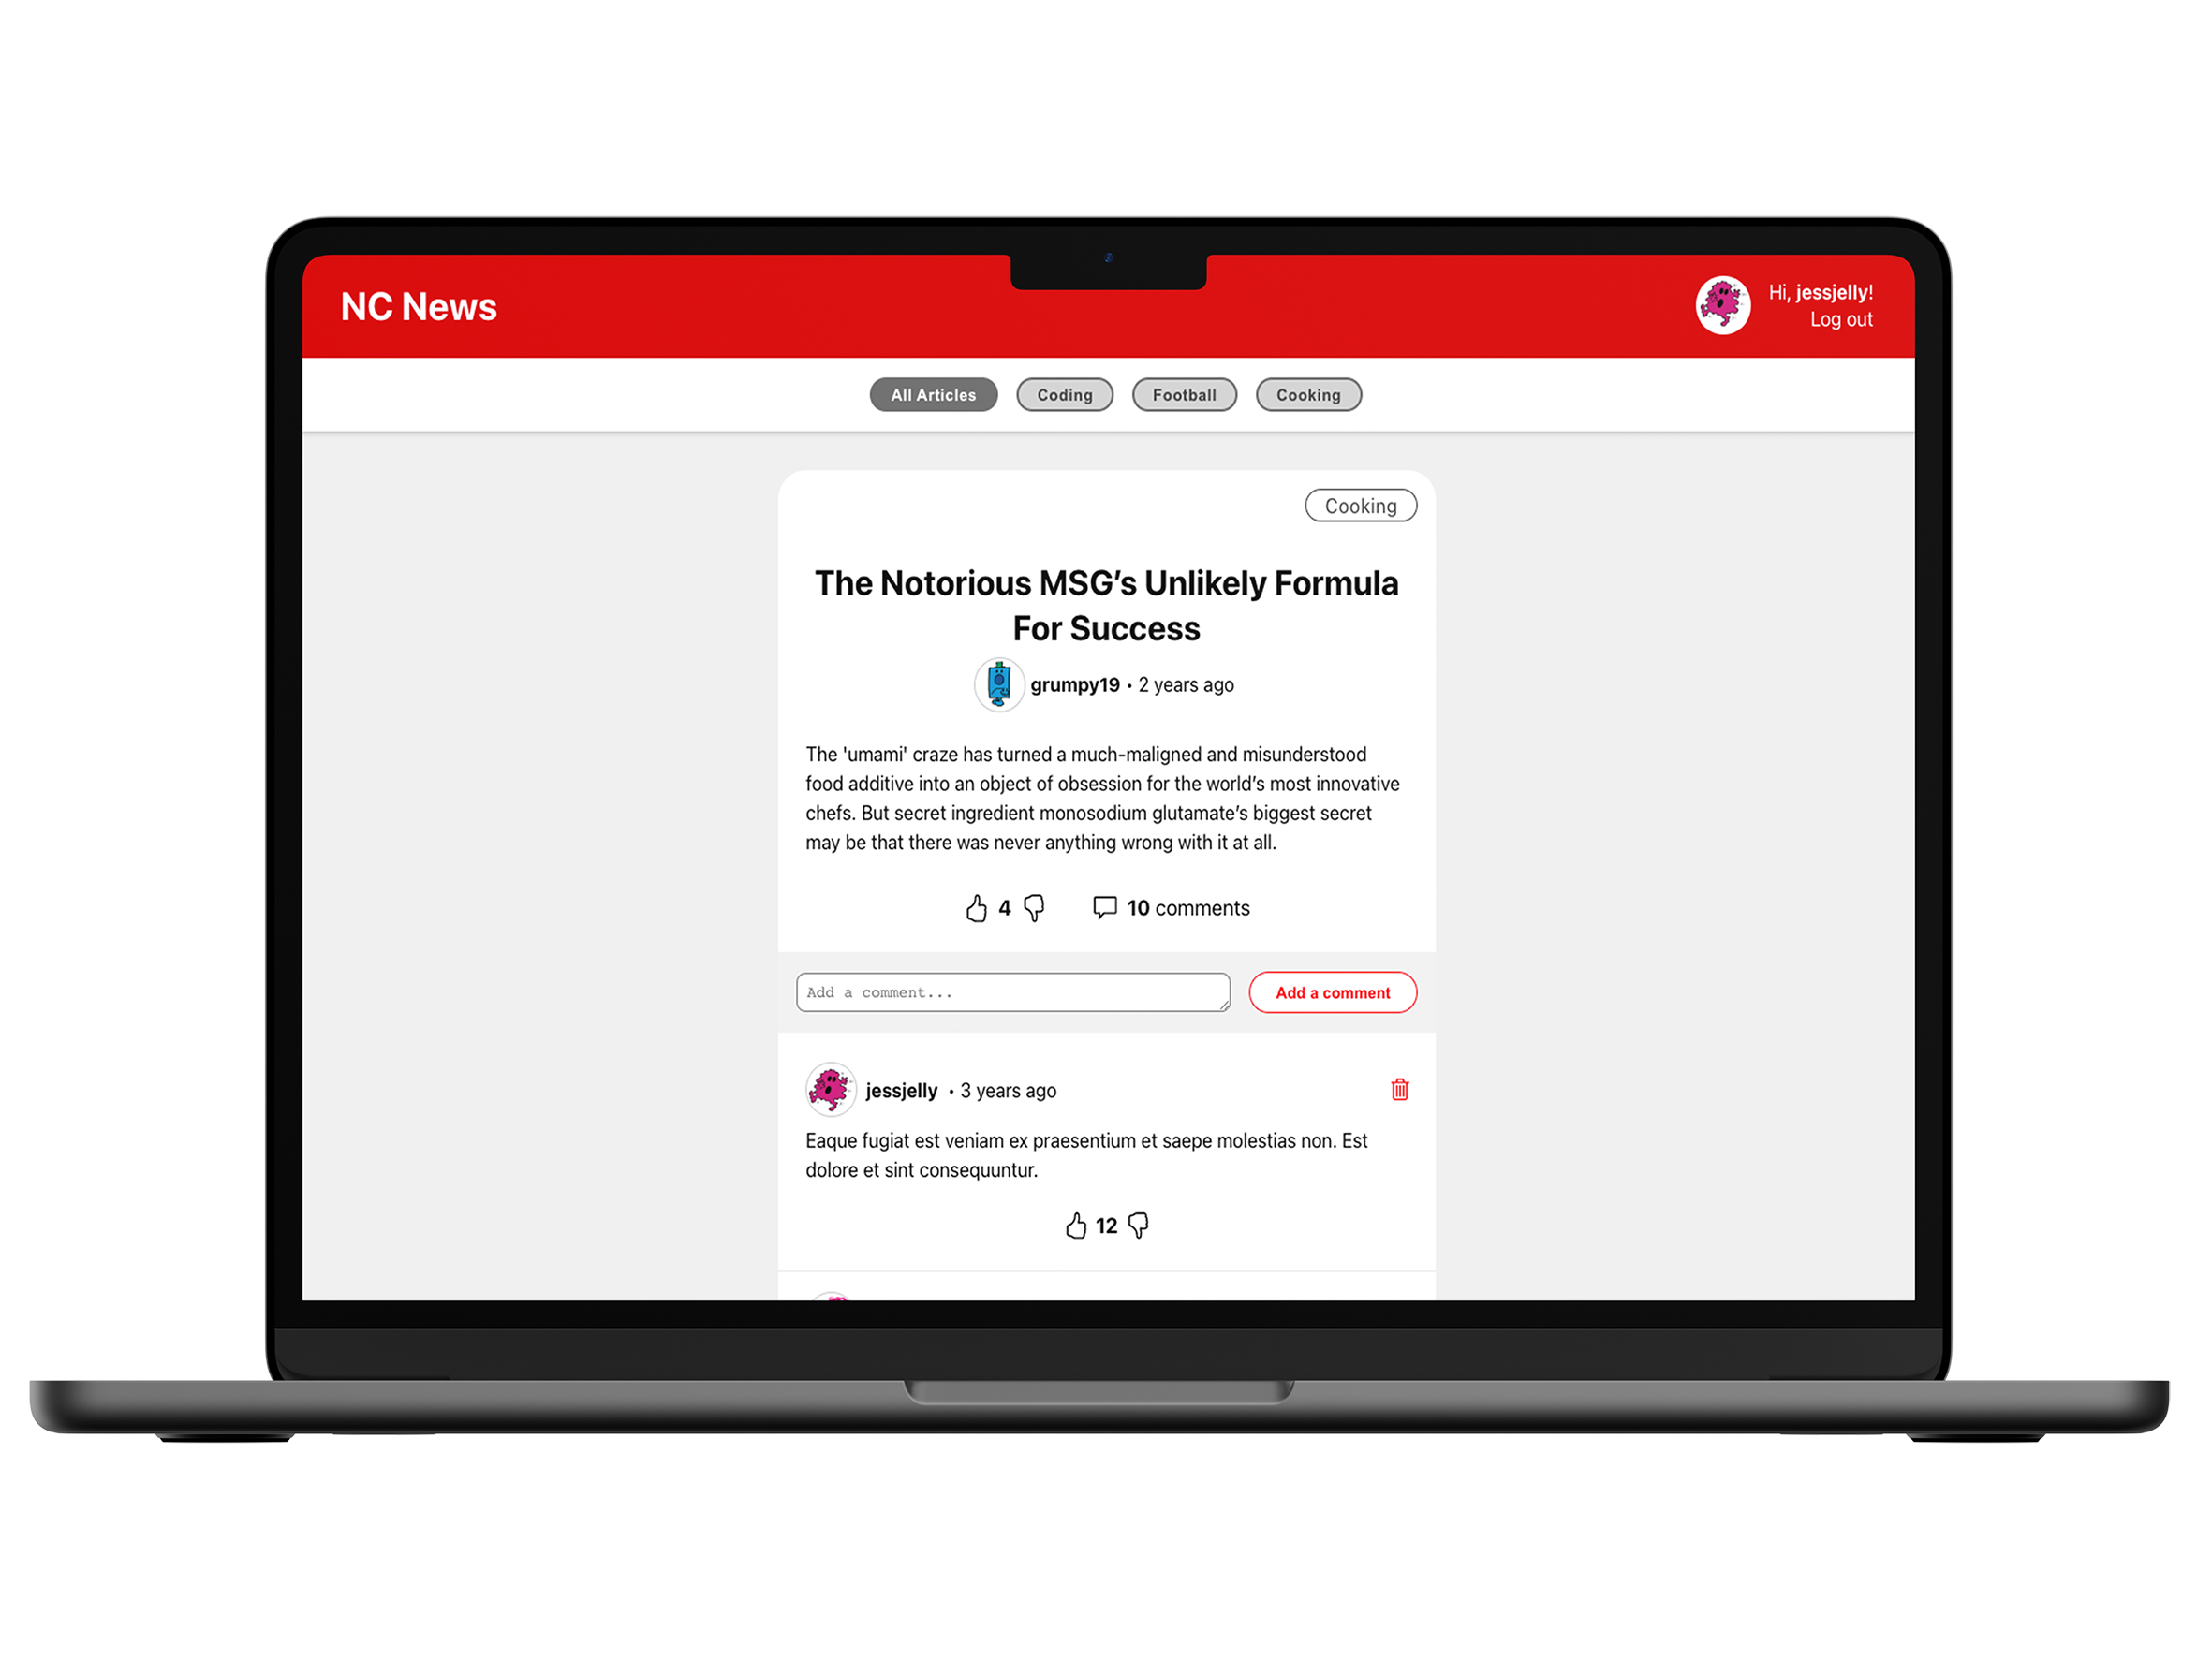 NC News
Hi, jessjelly!
Log out
All Articles
Coding
Football
Cooking
Cooking
The Notorious MSG’s Unlikely Formula
For Success
grumpy19 • 2 years ago
The 'umami' craze has turned a much-maligned and misunderstood
food additive into an object of obsession for the world’s most innovative
chefs. But secret ingredient monosodium glutamate’s biggest secret
may be that there was never anything wrong with it at all.
4
10 comments
Add a comment...
Add a comment
jessjelly • 3 years ago
Eaque fugiat est veniam ex praesentium et saepe molestias non. Est
dolore et sint consequuntur.
12